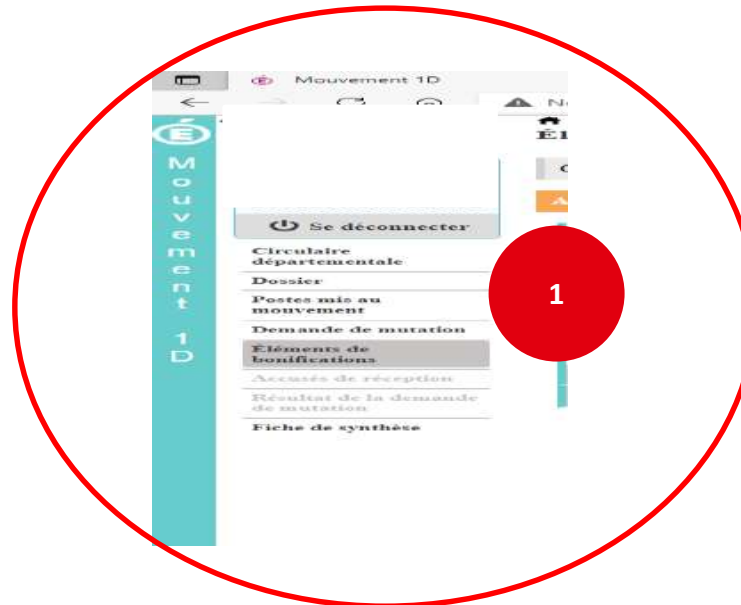 Mouvement 1D
N
É
Él
Mouvement 1D
Se déconnecter
Circulaire
départementale
Dossier
Postes mis au
mouvement
1
Demande de mutation
Éléments de
bonifications
Accusés de réception
Résultat de la demande
de mutation
Fiche de synthèse
A